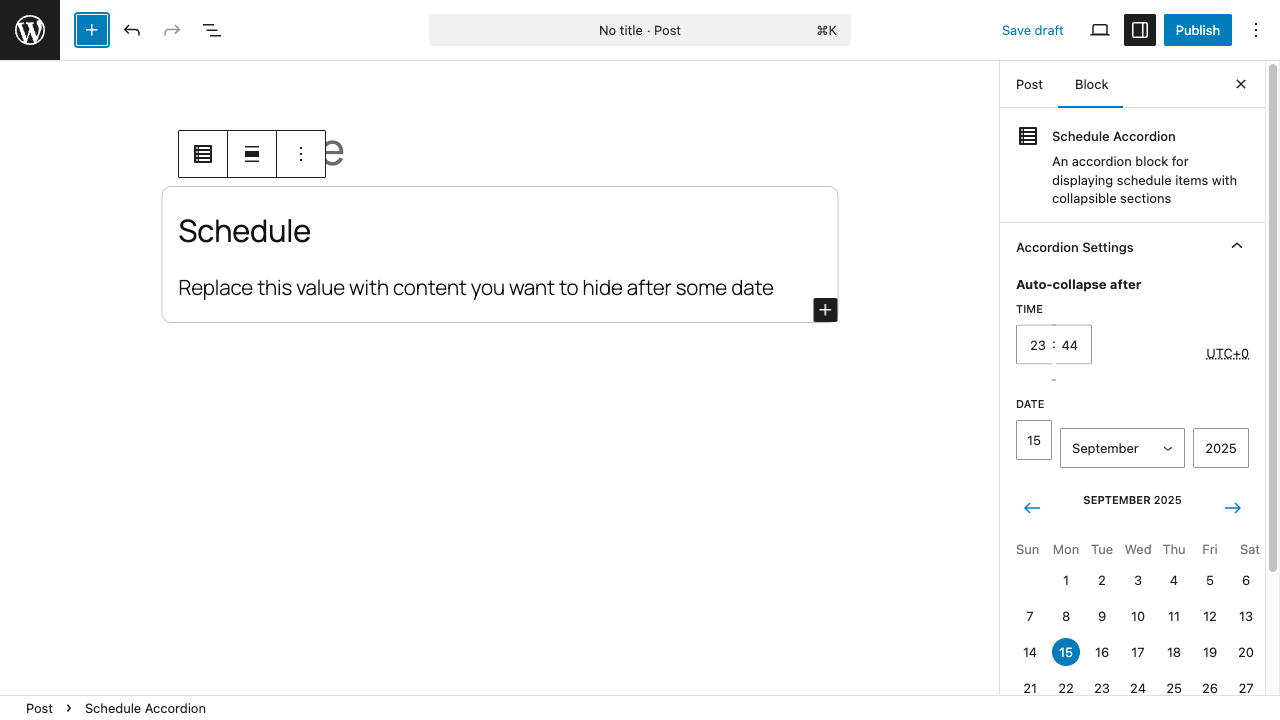 No title · Post
⌘K
Save draft
Publish
Post
Block
Schedule Accordion
An accordion block for
displaying schedule items with
collapsible sections
e
Schedule
Replace this value with content you want to hide after some date
Accordion Settings
Auto-collapse after
TIME
23 : 44
UTC+0
DATE
15
September
2025
SEPTEMBER 2025
Sun Mon Tue Wed Thu Fri Sat
1 2 3 4 5 6
7 8 9 10 11 12 13
14 15 16 17 18 19 20
21 22 23 24 25 26 27
Post › Schedule Accordion